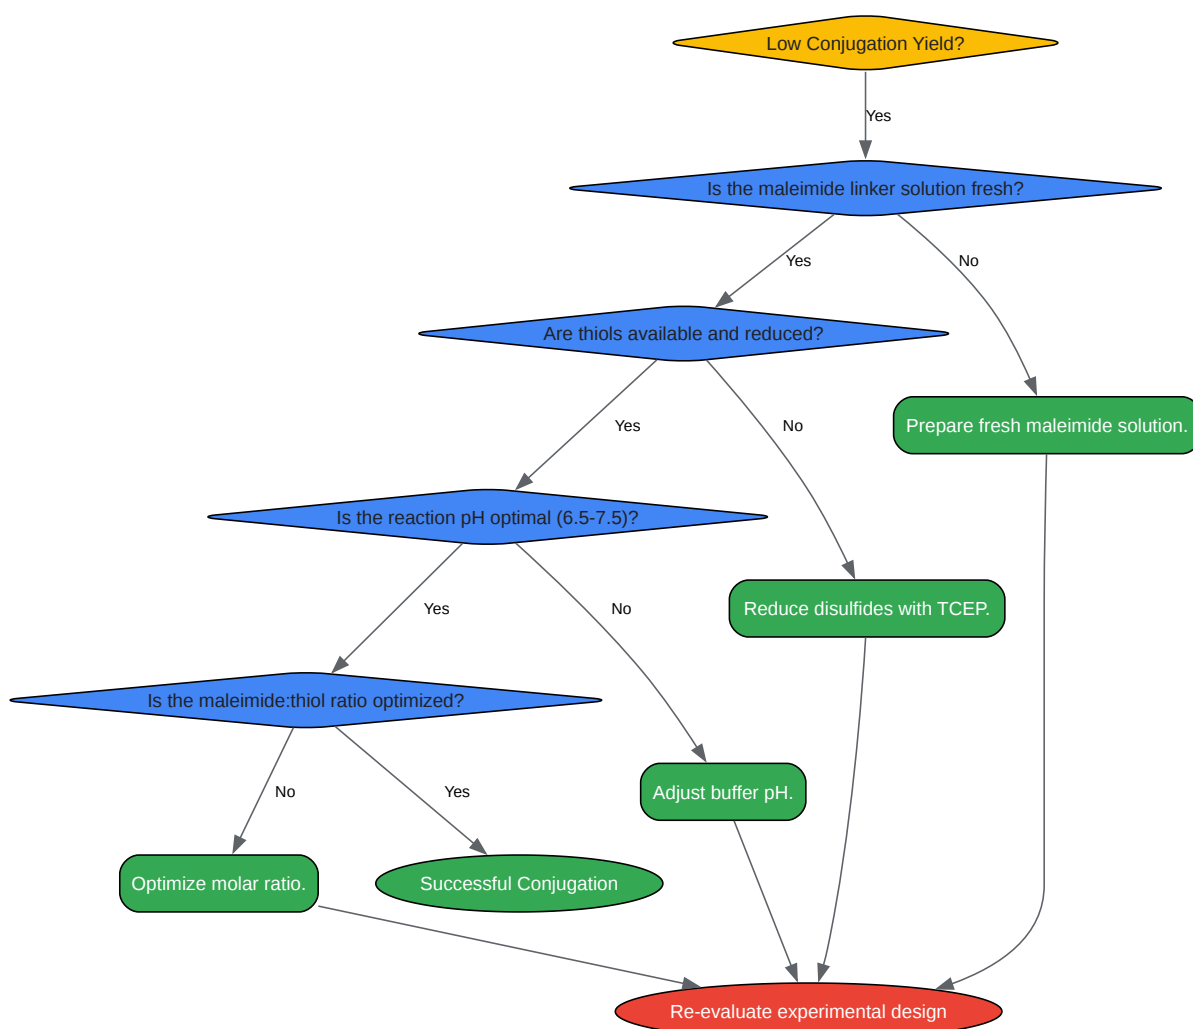 Low Conjugation Yield?
Yes
Is the maleimide linker solution fresh?
Yes
No
Are thiols available and reduced?
Prepare fresh maleimide solution.
Yes
No
Is the reaction pH optimal (6.5-7.5)?
Reduce disulfides with TCEP.
Yes
No
Is the maleimide:thiol ratio optimized?
Adjust buffer pH.
No
Yes
Optimize molar ratio.
Successful Conjugation
Re-evaluate experimental design